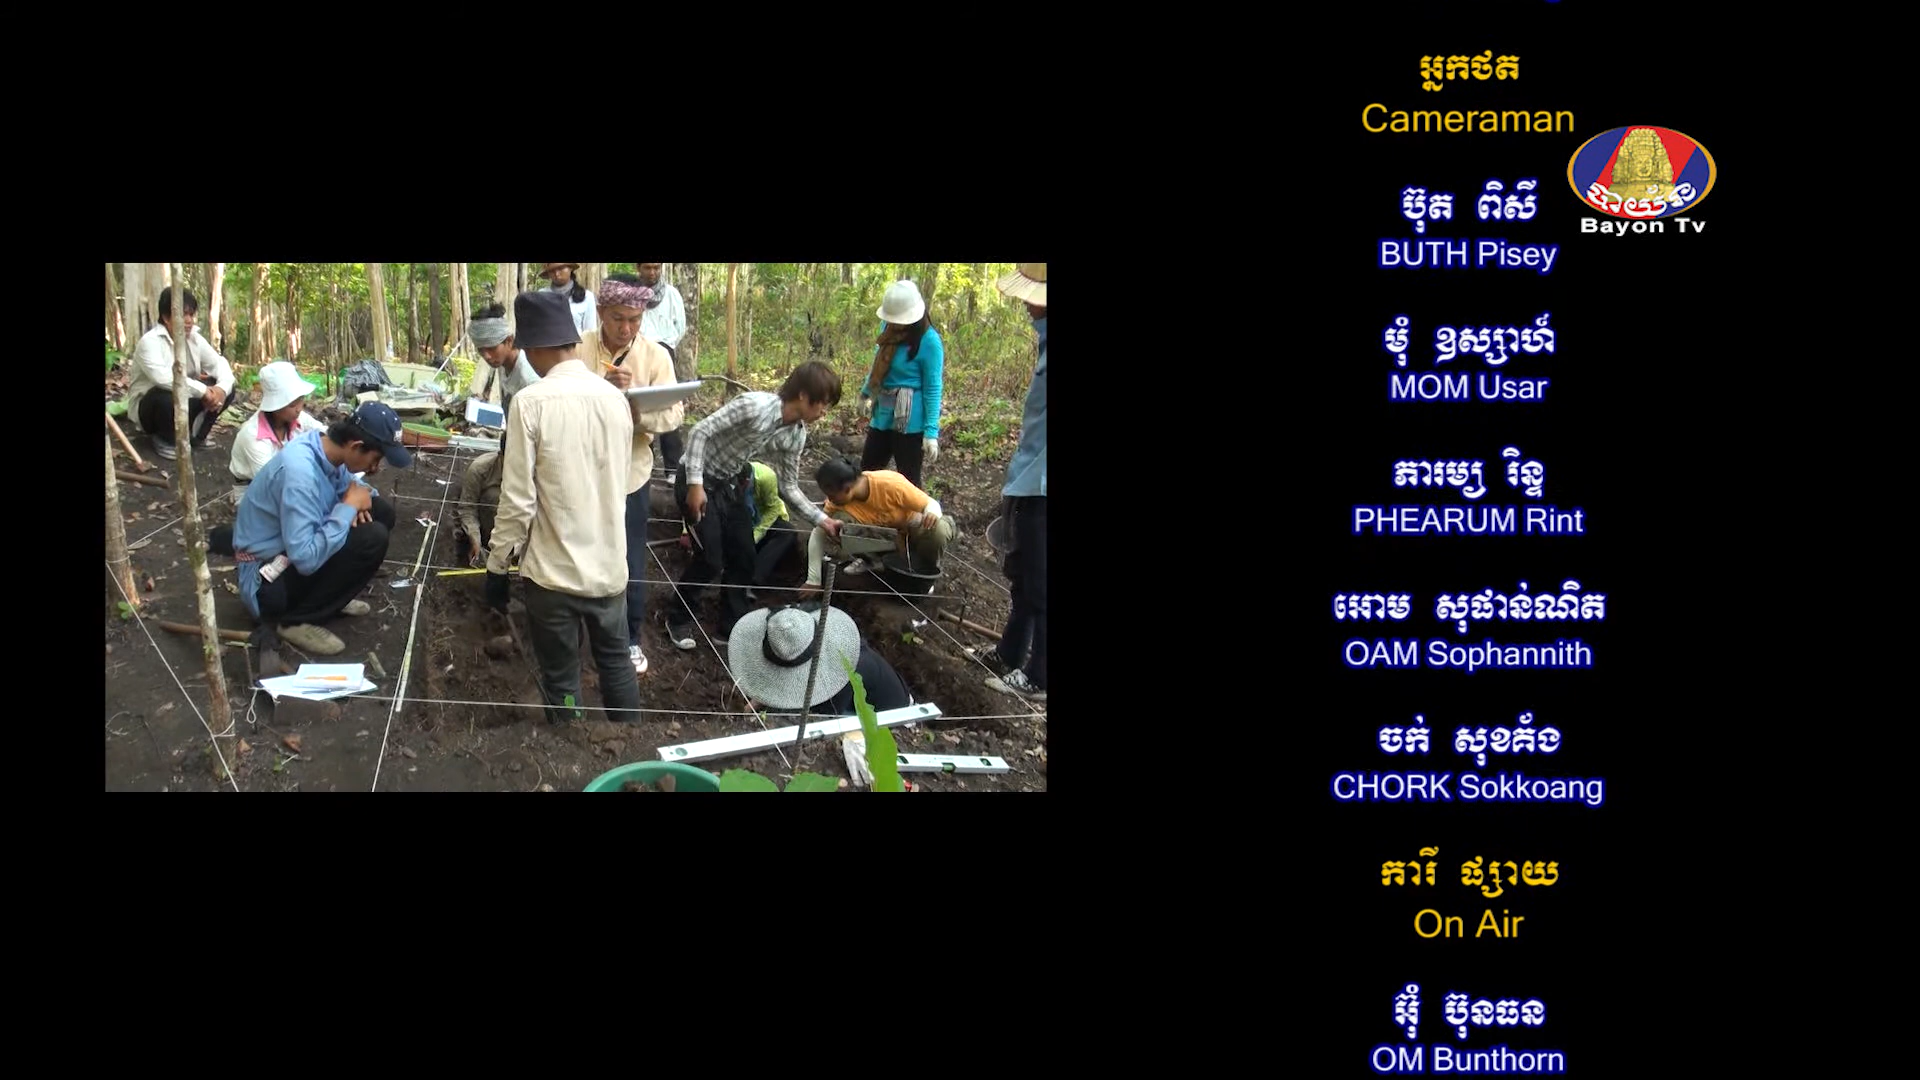 អ្នកថត
Cameraman
ប៊ុត ពិសី
BUTH Pisey
បាយ័ន
Bayon Tv
មុំ ឧស្សាហ៍
MOM Usar
ភារម្យ រិន្ទ
PHEARUM Rint
អោម សុផាន់ណិត
OAM Sophannith
ចក់ សុខគ័ង
CHORK Sokkoang
ការី ផ្សាយ
On Air
អ៊ុំ ប៊ុនធន
OM Bunthorn